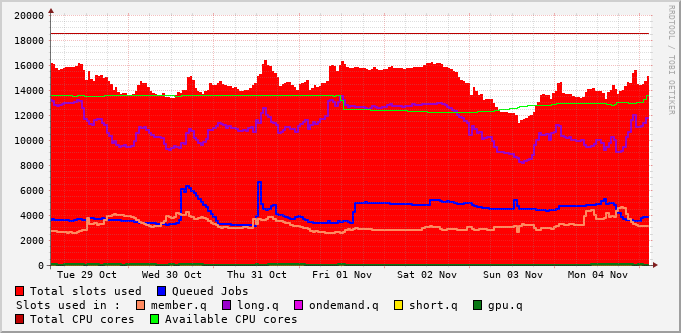 20000
18000
16000
14000
12000
10000
8000
6000
4000
2000
0
Tue 29 Oct Wed 30 Oct Thu 31 Oct Fri 01 Nov Sat 02 Nov Sun 03 Nov Mon 04 Nov
Total slots used Queued Jobs
Slots used in : member.q long.q ondemand.q short.q gpu.q
Total CPU cores Available CPU cores
RRDTOOL / TOBI OETIKER